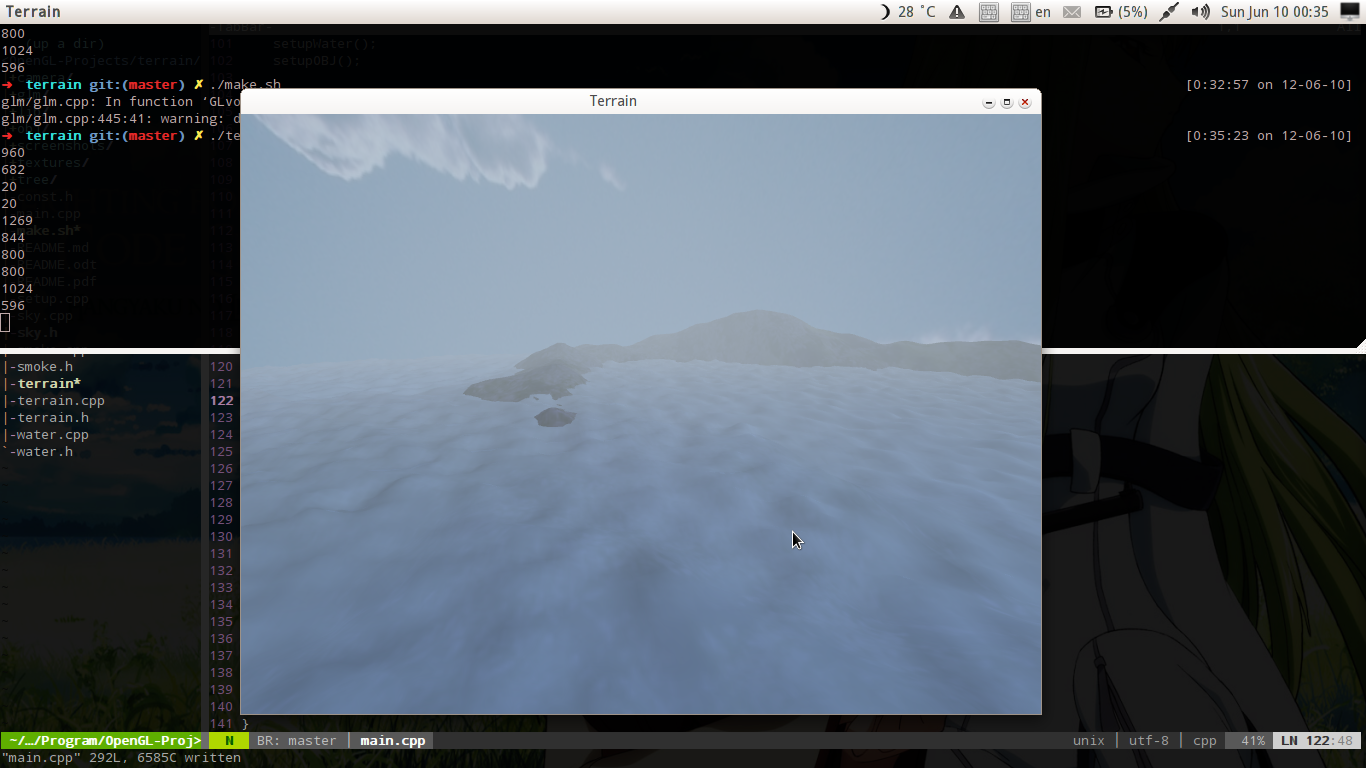 Terrain
28 °C
en
(5%)
Sun Jun 10 00:35
800
(up a dir)
101 setupWater();
1024
OpenGL-Projects/terrain/
102 setupOBJ();
596
➜ terrain git:(master) ✗ ./make.sh [0:32:57 on 12-06-10]
Terrain
glm/glm.cpp: In function ‘GLvo
glm/glm.cpp:445:41: warning: d
➜ terrain git:(master) ✗ ./te [0:35:23 on 12-06-10]
screenshots/
960
textures/
682
tree/
20
const.h
20
main.cpp
1269
make.sh*
844
README.md
800
README.odt
800
README.pdf
1024
setup.cpp
596
sky.cpp
sky.h
|-smoke.h
120
|-terrain*
121
|-terrain.cpp
122
|-terrain.h
123
|-water.cpp
124
`-water.h
125
126
127
128
129
130
131
132
133
134
135
136
137
138
139
140
141 }
~/…/Program/OpenGL-Proj> N BR: master main.cpp unix utf-8 cpp 41% LN 122:48
"main.cpp" 292L, 6585C written